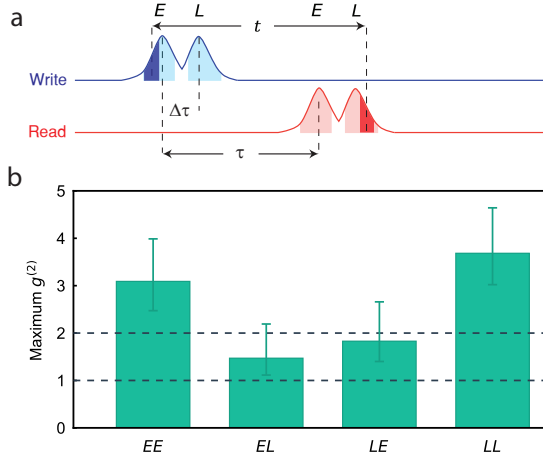 a
E L E L
t
Write
Δτ
Read
τ
b
Maximum g(2)
5
4
3
2
1
0
EE EL LE LL